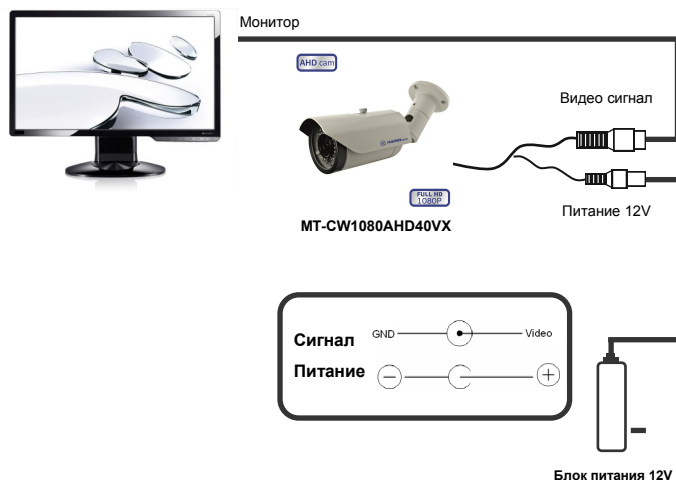 Монитор
AHD cam
Видео сигнал
FULL HD
1080P
Питание 12V
MT-CW1080AHD40VX
Сигнал
GND
Video
Питание
Блок питания 12V